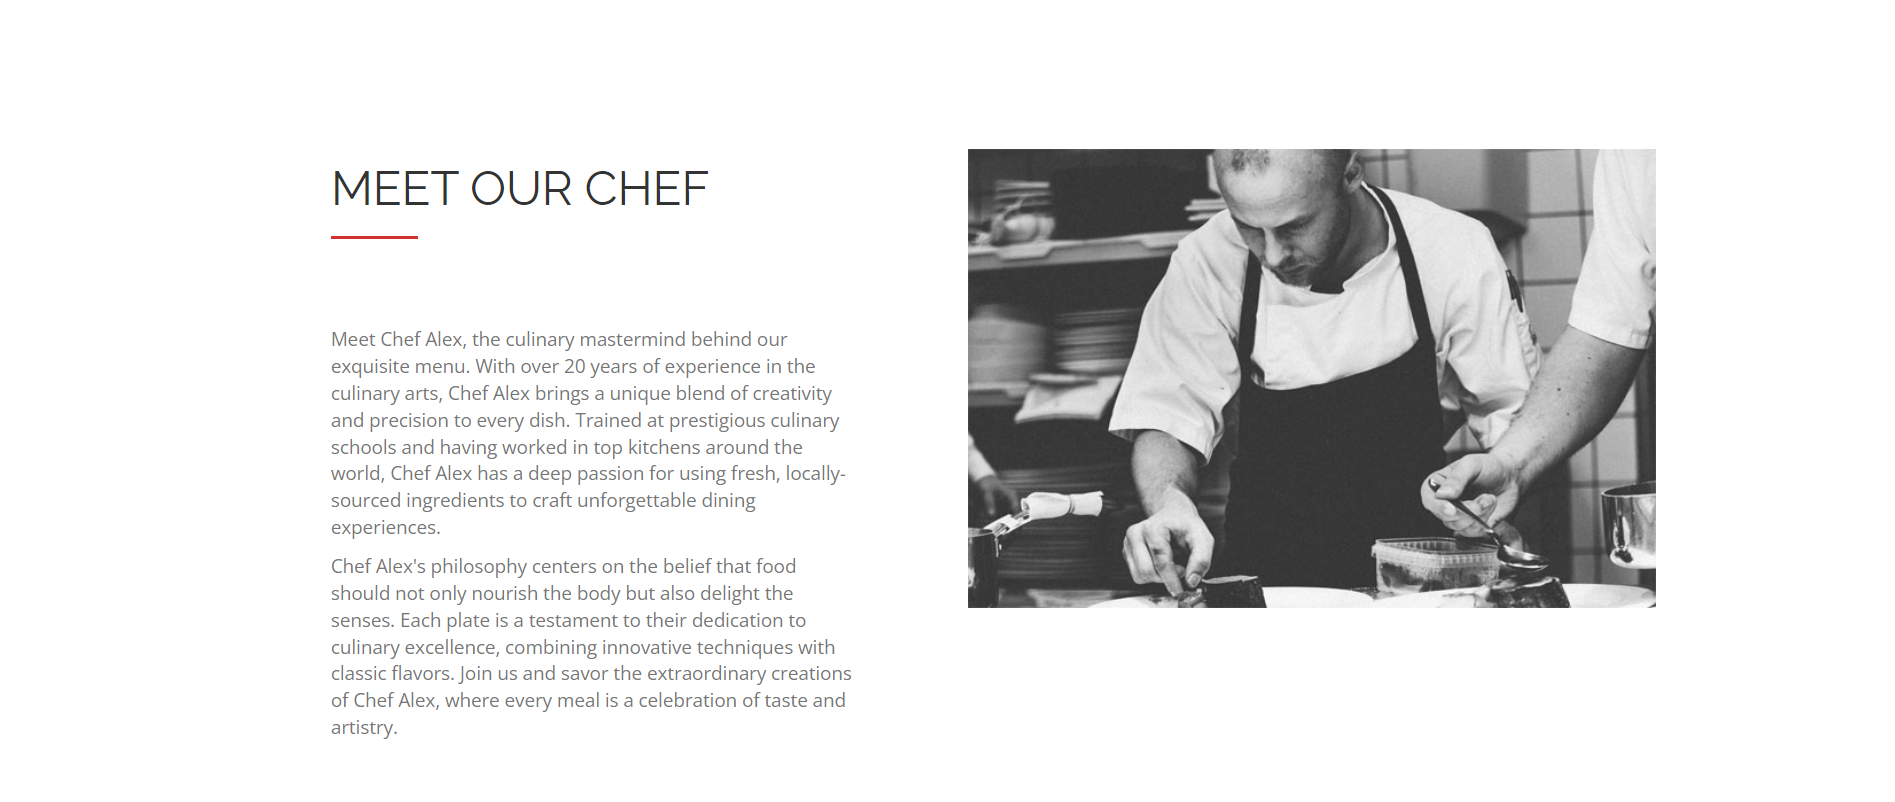 MEET OUR CHEF
Meet Chef Alex, the culinary mastermind behind our
exquisite menu. With over 20 years of experience in the
culinary arts, Chef Alex brings a unique blend of creativity
and precision to every dish. Trained at prestigious culinary
schools and having worked in top kitchens around the
world, Chef Alex has a deep passion for using fresh, locally-
sourced ingredients to craft unforgettable dining
experiences.
Chef Alex's philosophy centers on the belief that food
should not only nourish the body but also delight the
senses. Each plate is a testament to their dedication to
culinary excellence, combining innovative techniques with
classic flavors. Join us and savor the extraordinary creations
of Chef Alex, where every meal is a celebration of taste and
artistry.